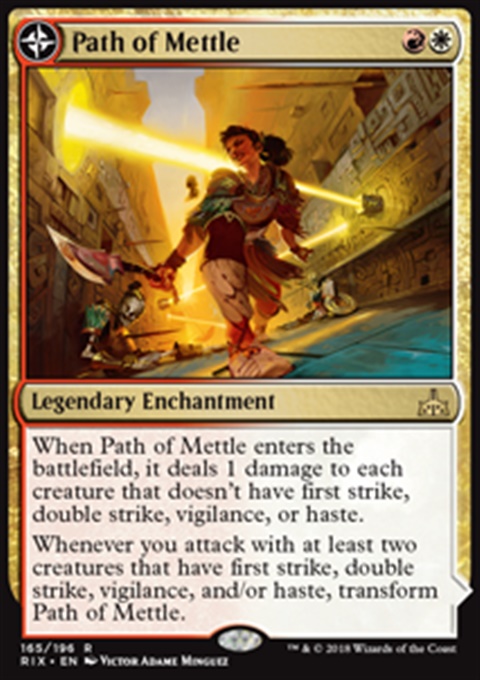 Path of Mettle
Legendary Enchantment
When Path of Mettle enters the
battlefield, it deals 1 damage to each
creature that doesn't have first strike,
double strike, vigilance, or haste.
Whenever you attack with at least two
creatures that have first strike, double
strike, vigilance, and/or haste, transform
Path of Mettle.
165/196 R
RIX • EN Victor Adame Minguez
™ & © 2018 Wizards of the Coast